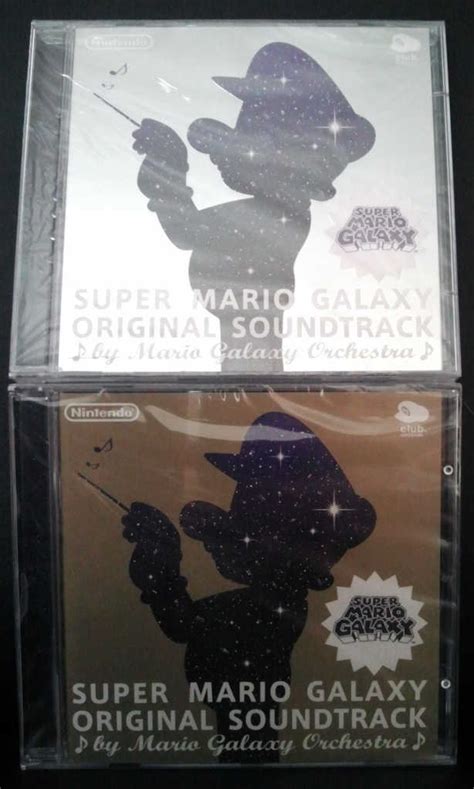 Nintendo
club
SUPER
MARIO
GALAXY
SUPER MARIO GALAXY
ORIGINAL SOUNDTRACK
♪by Mario Galaxy Orchestra♪
Nintendo
club
SUPER
MARIO
GALAXY
SUPER MARIO GALAXY
ORIGINAL SOUNDTRACK
♪by Mario Galaxy Orchestra♪